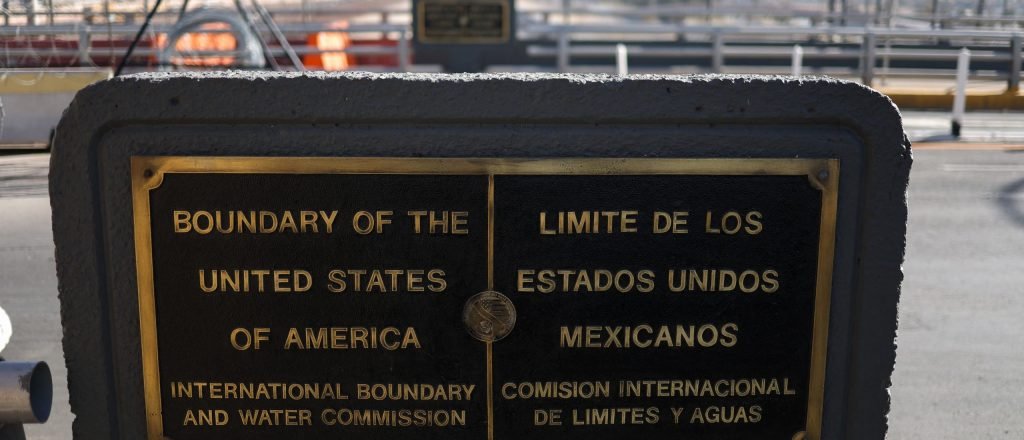 BOUNDARY OF THE
UNITED STATES
OF AMERICA
INTERNATIONAL BOUNDARY
AND WATER COMMISSION
LIMITE DE LOS
ESTADOS UNIDOS
MEXICANOS
COMISION INTERNACIONAL
DE LIMITES Y AGUAS